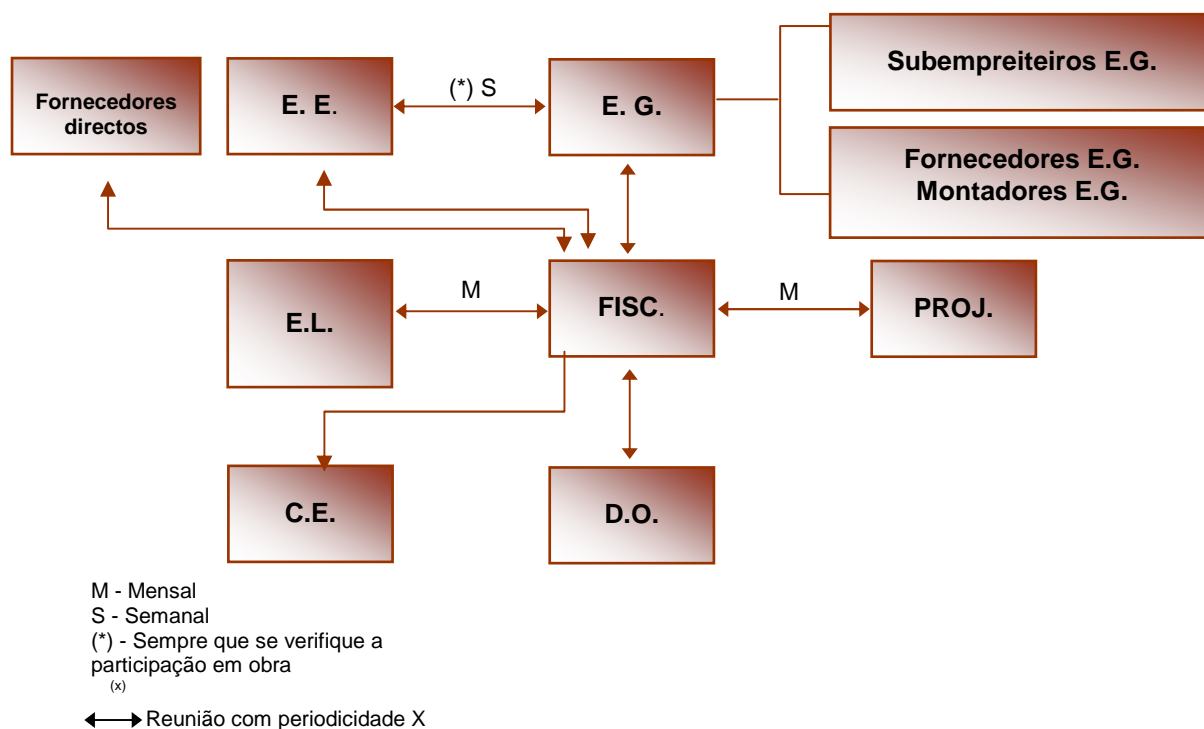 Subempreiteiros E.G.
Fornecedores
directos
E. E.
(*) S
E. G.
Fornecedores E.G.
Montadores E.G.
E.L.
M
FISC.
M
PROJ.
C.E.
D.O.
M - Mensal
S - Semanal
(*) - Sempre que se verifique a
participação em obra
(x)
Reunião com periodicidade X